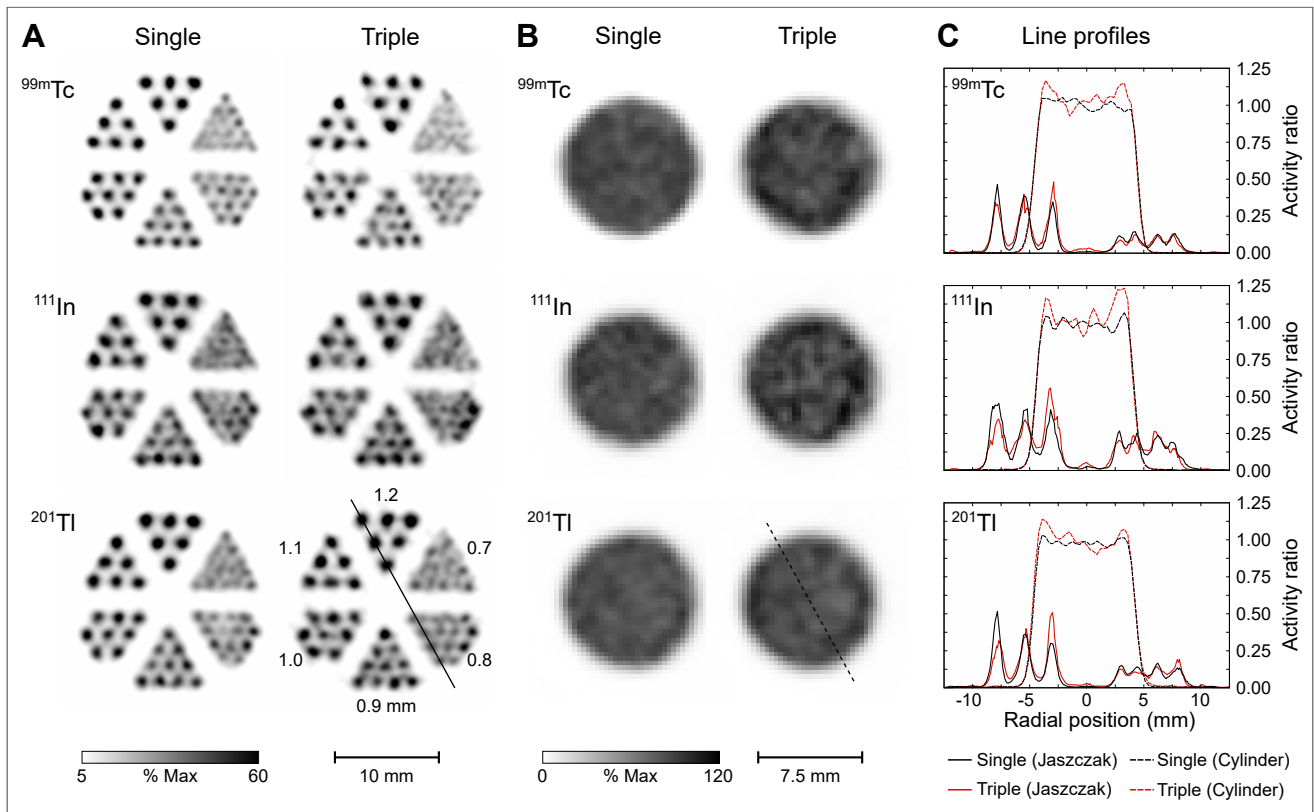 A
Single
Triple
99mTc
111In
201Tl
1.2
1.1
0.7
1.0
0.8
0.9 mm
5
% Max
60
10 mm
B
Single
Triple
99mTc
111In
201Tl
0
% Max
120
7.5 mm
C
Line profiles
99mTc
1.25
1.00
0.75
0.50
0.25
0.00
Activity ratio
111In
1.25
1.00
0.75
0.50
0.25
0.00
Activity ratio
201Tl
1.25
1.00
0.75
0.50
0.25
0.00
Activity ratio
-10
-5
0
5
10
Radial position (mm)
Single (Jaszczak)
Single (Cylinder)
Triple (Jaszczak)
Triple (Cylinder)